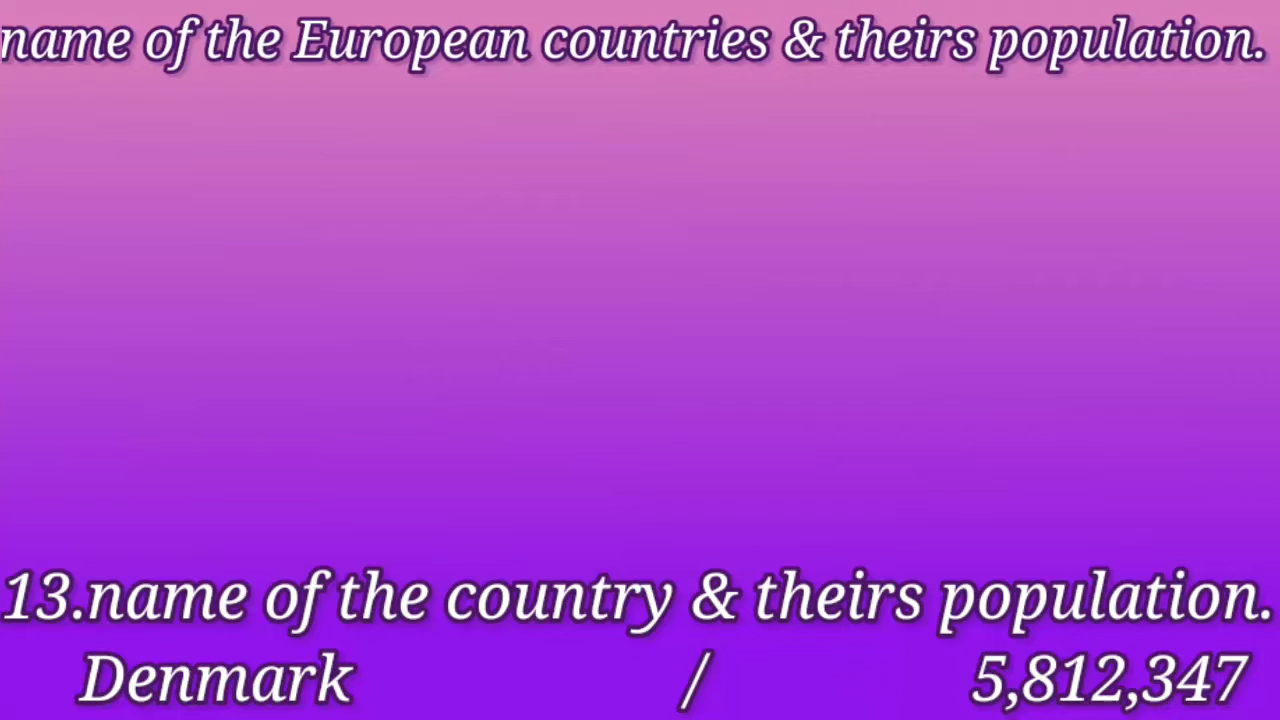 name of the European countries & theirs population.
13.name of the country & theirs population.
Denmark / 5,812,347